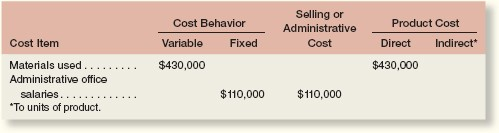 Selling or
Cost Behavior Administrative Product Cost
Cost Item Variable Fixed Cost Direct Indirect*
Materials used . . . . . . . . . $430,000 $430,000
Administrative office
salaries . . . . . . . . . . . . . $110,000 $110,000
*To units of product.